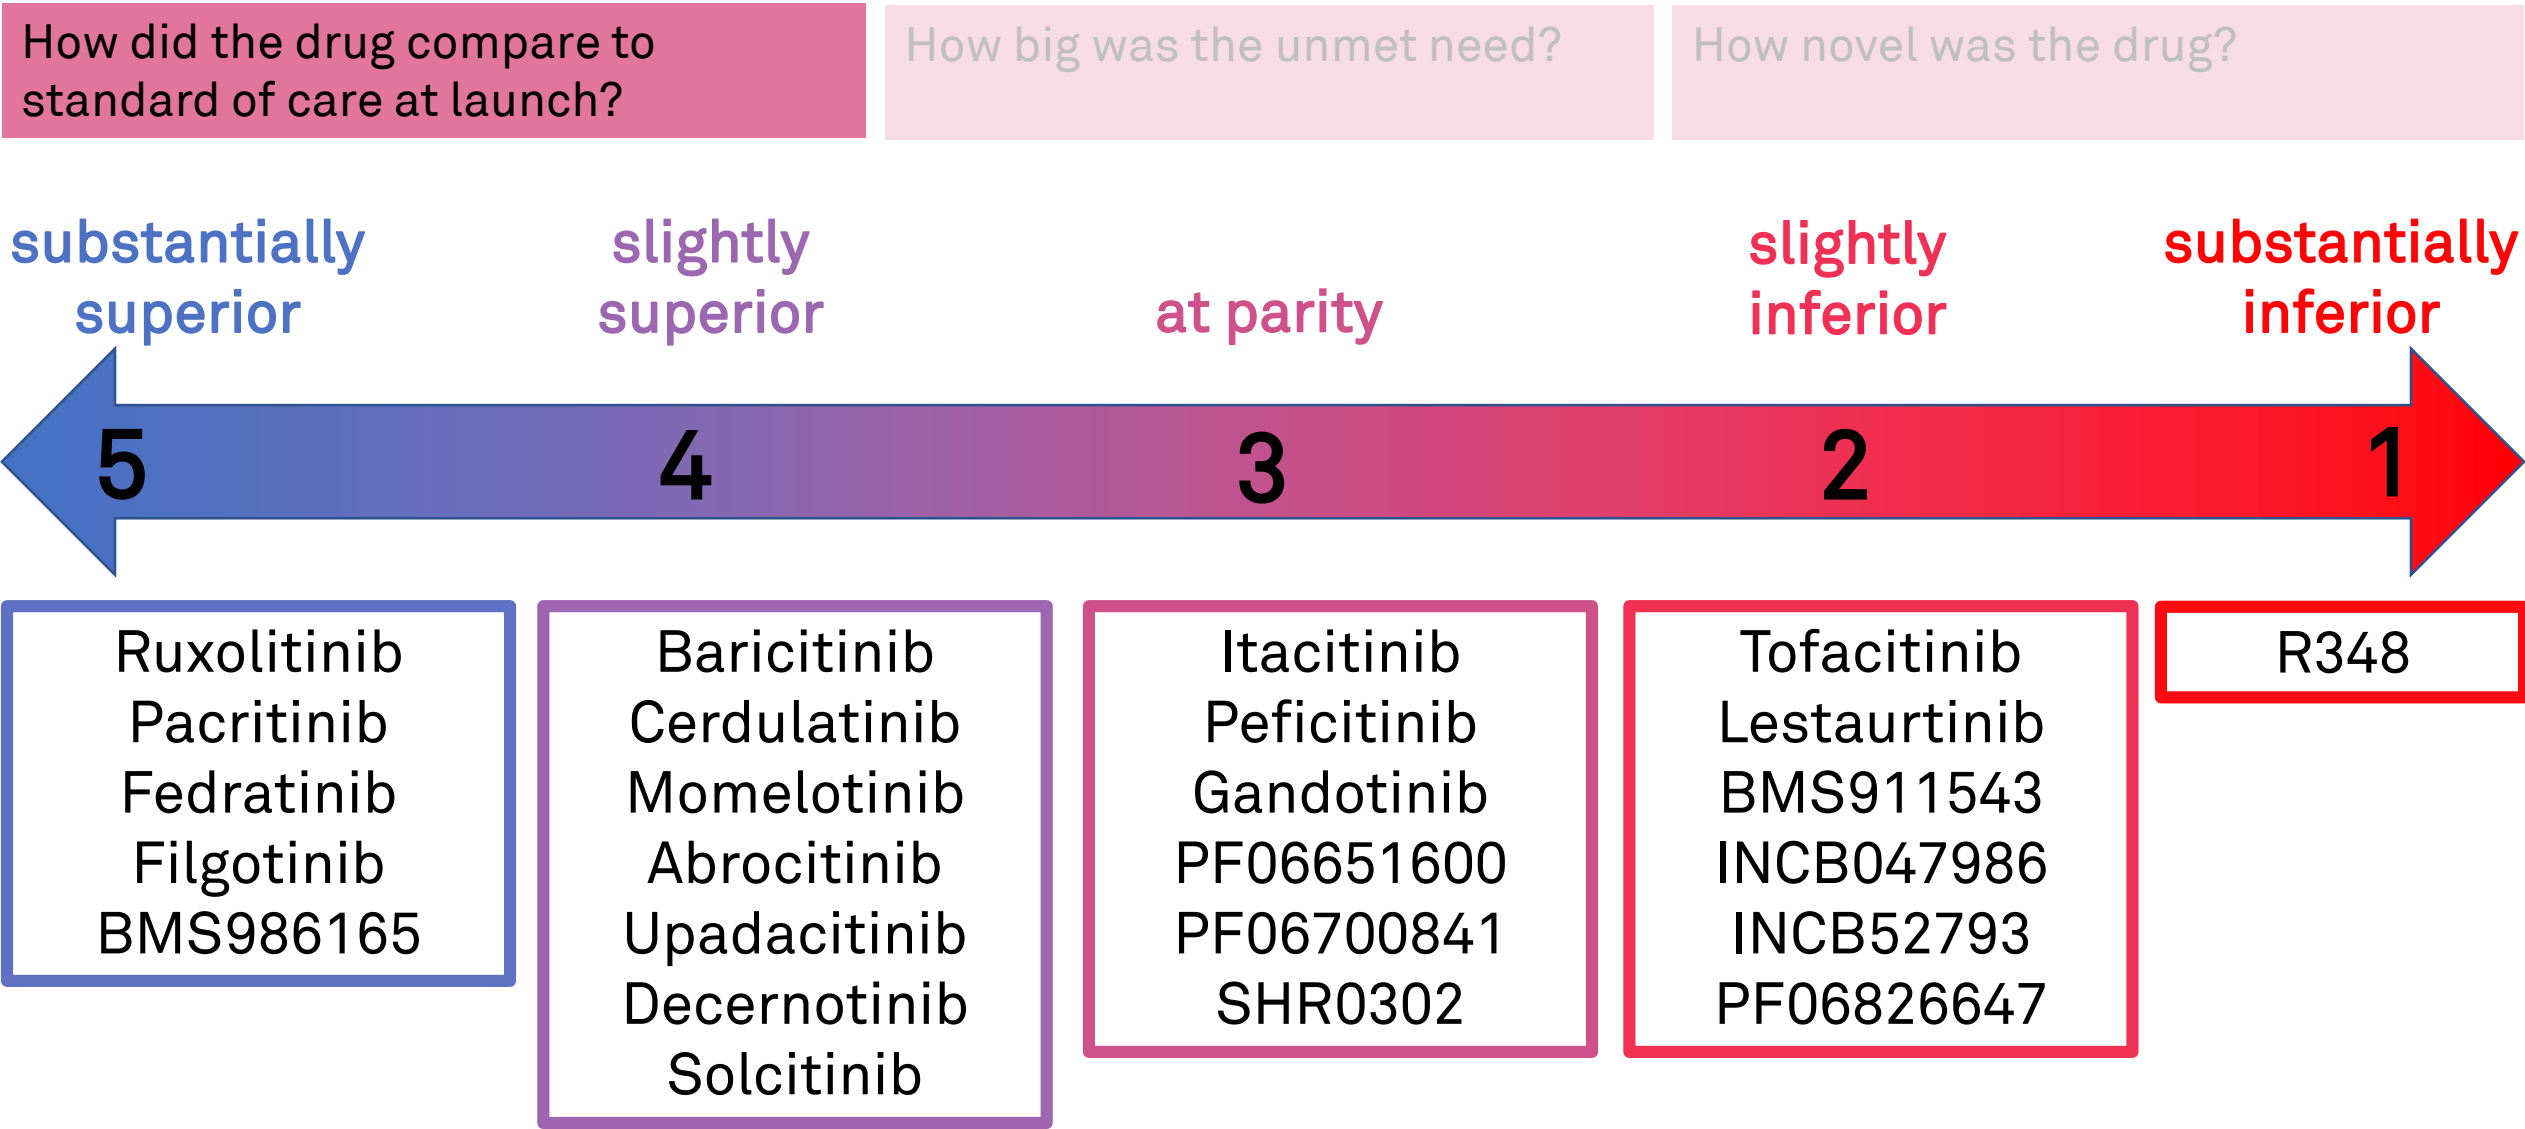 How did the drug compare to
standard of care at launch?
How big was the unmet need?
How novel was the drug?
substantially
superior
slightly
superior
at parity
slightly
inferior
substantially
inferior
5
4
3
2
1
Ruxolitinib
Pacritinib
Fedratinib
Filgotinib
BMS986165
Baricitinib
Cerdulatinib
Momelotinib
Abrocitinib
Upadacitinib
Decernotinib
Solcitinib
Itacitinib
Peficitinib
Gandotinib
PF06651600
PF06700841
SHR0302
Tofacitinib
Lestaurtinib
BMS911543
INCB047986
INCB52793
PF06826647
R348